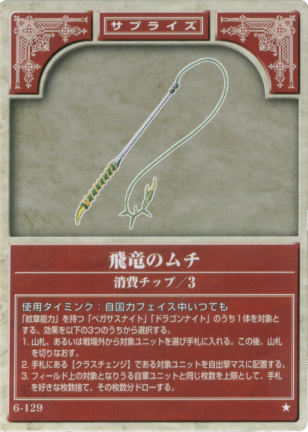 サプライズ
飛竜のムチ
消費チップ/3
使用タイミング：自国力フェイス中いつでも
「紋章能力」を持つ「ペガサスナイト」「ドラゴンナイト」のうち1体を対象と
する。効果を以下の3つのうちから選択する。
1. 山札、あるいは戦場外から対象ユニットを選び手札に入れる。この後、山札
を切りなおす。
2. 手札にある【クラスチェンジ】である対象ユニットを自出撃マスに配置する。
3. フィールド上の対象となりうる自軍ユニットと同じ枚数を上限として、手札
を好きな枚数捨て、その枚数分ドローする。
6-129
★